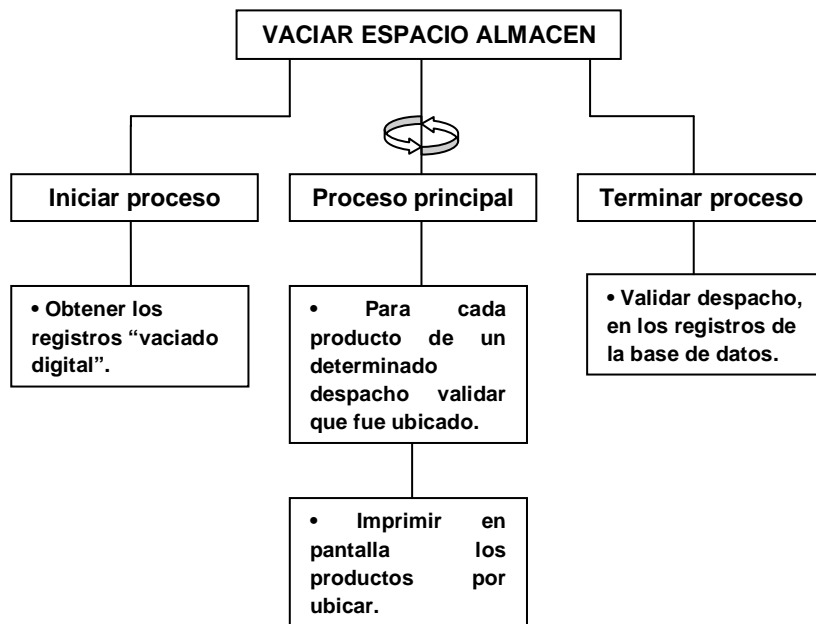 VACIAR ESPACIO ALMACEN
Iniciar proceso
Proceso principal
Terminar proceso
• Obtener los
registros “vaciado
digital”.
• Para cada
producto de un
determinado
despacho validar
que fue ubicado.
• Validar despacho,
en los registros de
la base de datos.
• Imprimir en
pantalla los
productos por
ubicar.